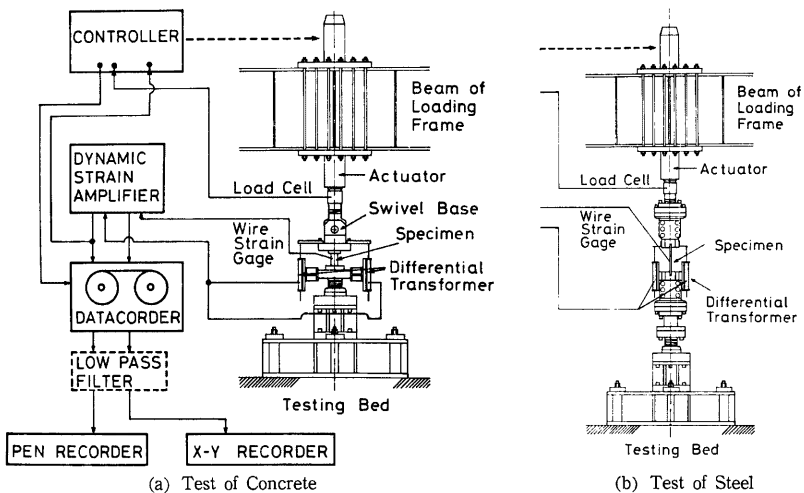 CONTROLLER
DYNAMIC
STRAIN
AMPLIFIER
DATACORDER
LOW PASS
FILTER
PEN RECORDER
X-Y RECORDER
Beam of
Loading
Frame
Actuator
Load Cell
Swivel Base
Wire
Strain
Gage
Specimen
Differential
Transformer
Testing Bed
(a) Test of Concrete
Beam of
Loading
Frame
Actuator
Load Cell
Wire
Strain
Gage
Specimen
Differential
Transformer
Testing Bed
(b) Test of Steel